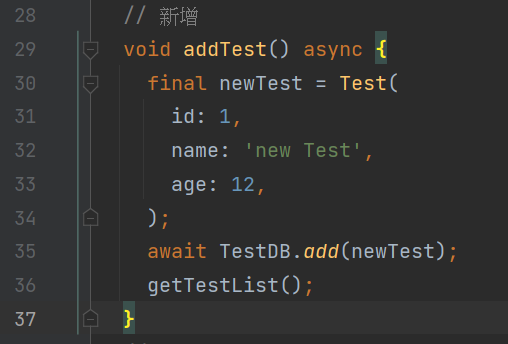 28 // 新增
29 void addTest() async {
30 final newTest = Test(
31 id: 1,
32 name: 'new Test',
33 age: 12,
34 );
35 await TestDB.add(newTest);
36 getTestList();
37 }